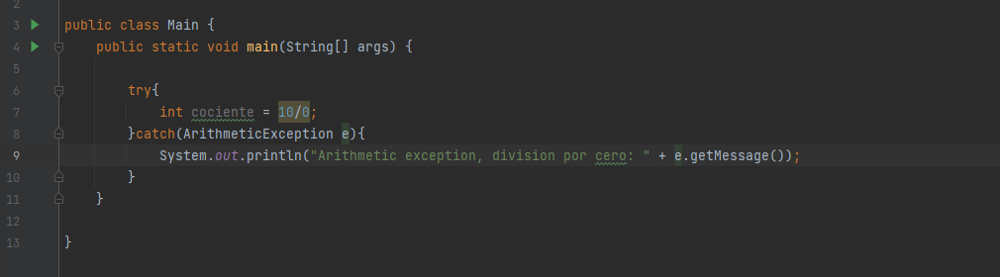 2
3 public class Main {
4 public static void main(String[] args) {
5
6 try{
7 int cociente = 10/0;
8 }catch(ArithmeticException e){
9 System.out.println("Arithmetic exception, division por cero: " + e.getMessage());
10 }
11 }
12
13 }